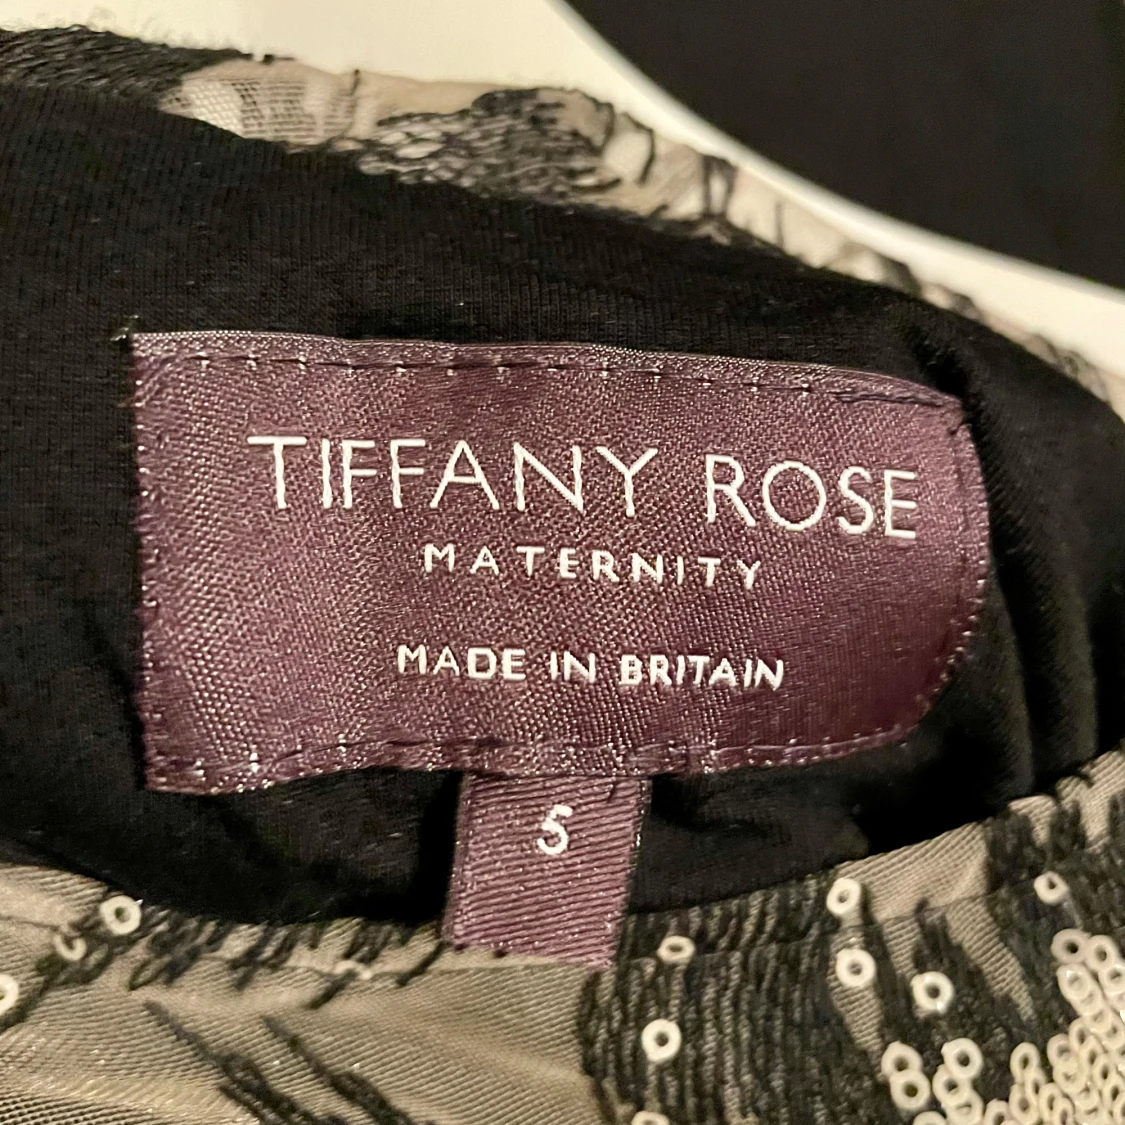 TIFFANY ROSE
MATERNITY
MADE IN BRITAIN
5